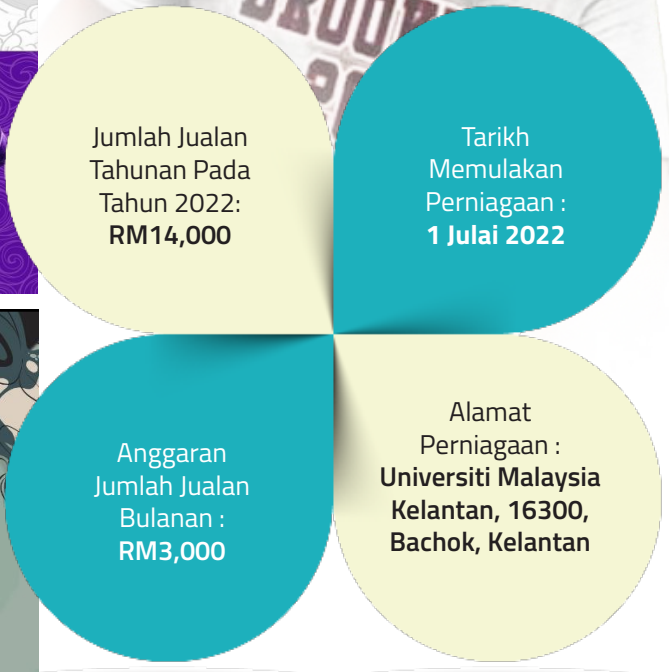 Jumlah Jualan
Tahunan Pada
Tahun 2022:
RM14,000
Tarikh
Memulakan
Perniagaan :
1 Julai 2022
Anggaran
Jumlah Jualan
Bulanan :
RM3,000
Alamat
Perniagaan :
Universiti Malaysia
Kelantan, 16300,
Bachok, Kelantan